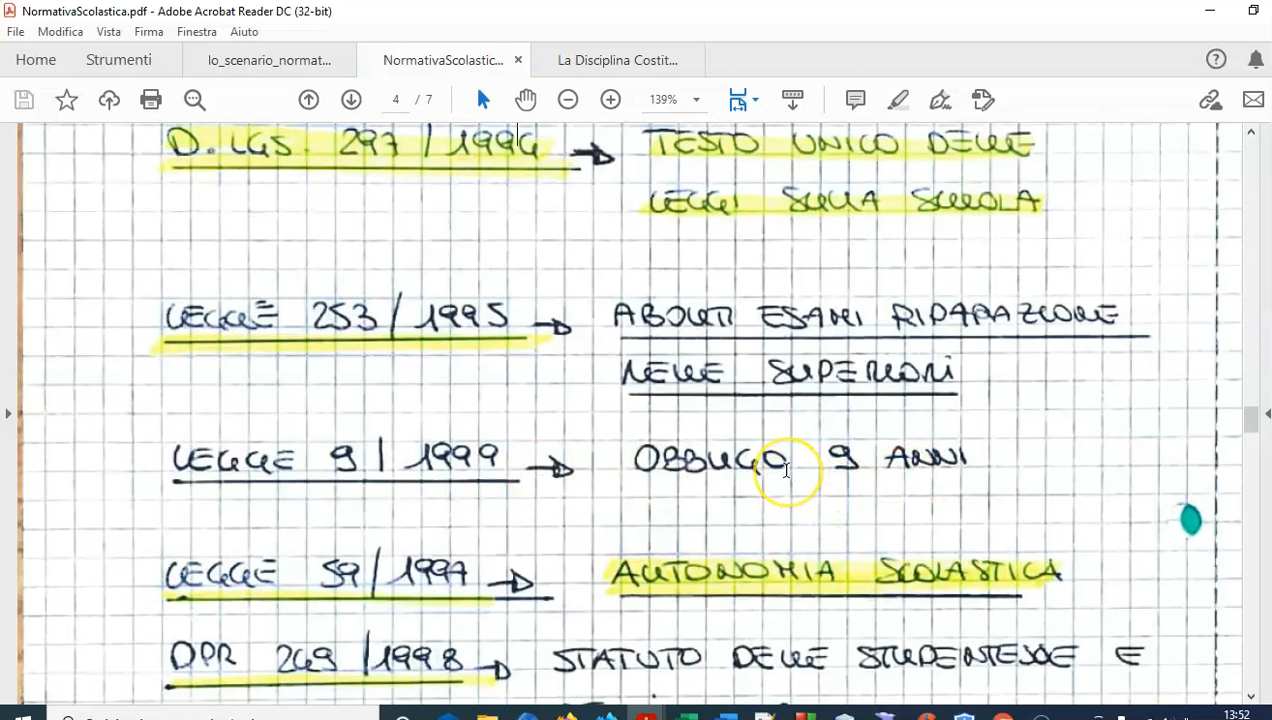 NormativaScolastica.pdf - Adobe Acrobat Reader DC (32-bit)
File Modifica Vista Firma Finestra Aiuto
Home Strumenti lo_scenario_normat... NormativaScolastic... × La Disciplina Costit...
4 / 7 139%
D. LGS. 297 / 1994 → TESTO UNICO DELLE
LEGGI SULLA SCUOLA
LEGGE 253 / 1995 → ABOLITI ESAMI RIPARAZIONE
NELLE SUPERIORI
LEGGE 9 / 1999 → OBBLIGO 9 ANNI
LEGGE 59 / 1997 → AUTONOMIA SCOLASTICA
DPR 249 / 1998 → STATUTO DELLE STUDENTESSE E
13:52